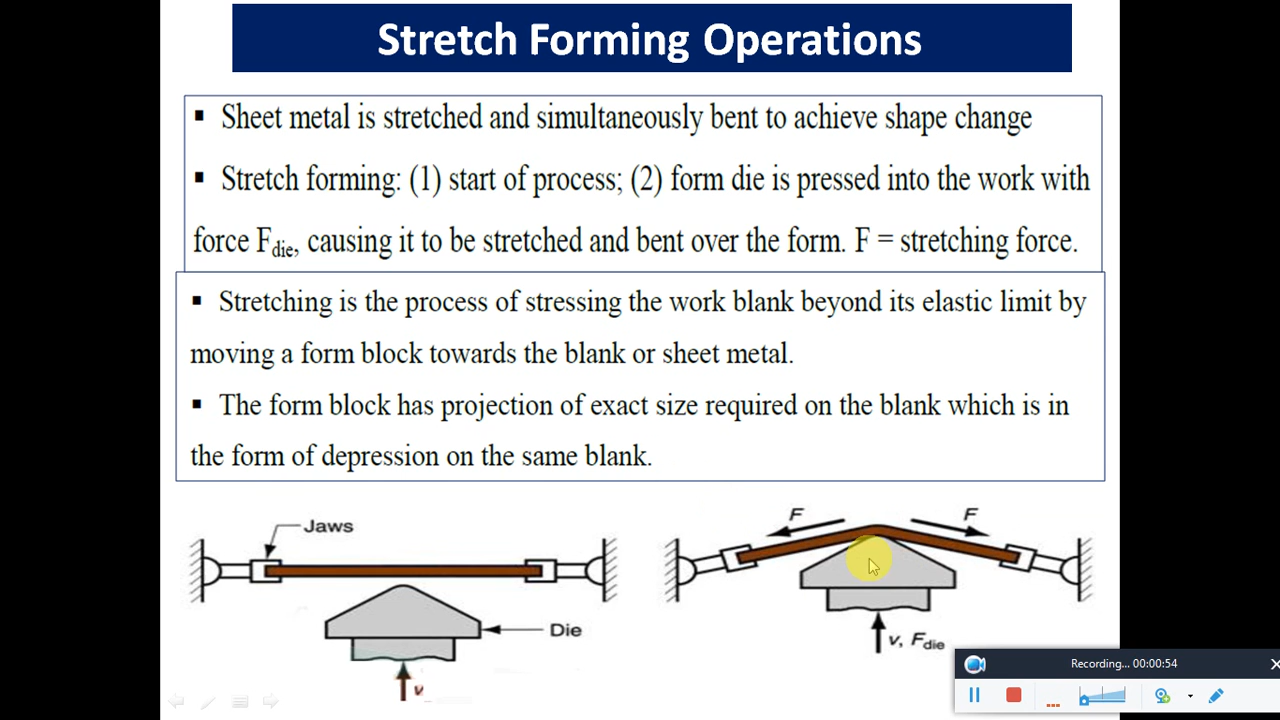 Stretch Forming Operations
▪ Sheet metal is stretched and simultaneously bent to achieve shape change
▪ Stretch forming: (1) start of process; (2) form die is pressed into the work with
force Fdie, causing it to be stretched and bent over the form. F = stretching force.
▪ Stretching is the process of stressing the work blank beyond its elastic limit by
moving a form block towards the blank or sheet metal.
▪ The form block has projection of exact size required on the blank which is in
the form of depression on the same blank.
Jaws
Die
v
F
F
v, Fdie
Recording... 00:00:54